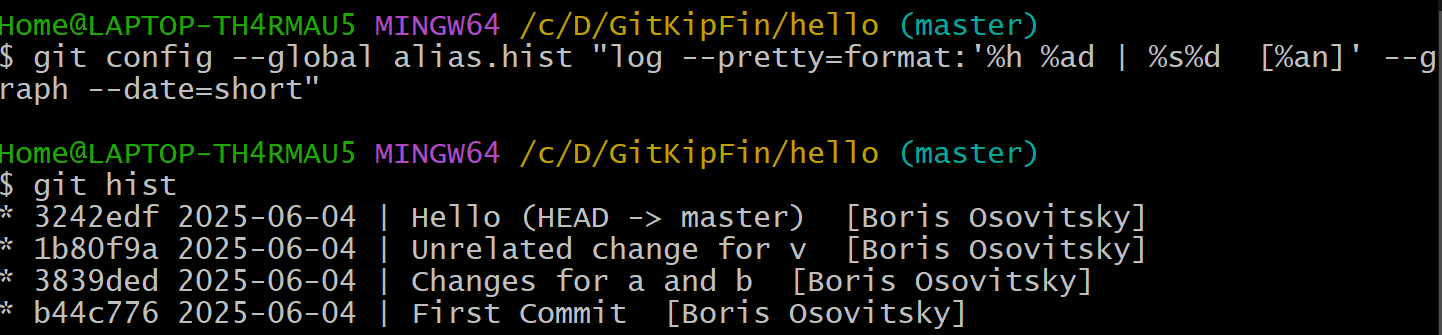 Home@LAPTOP-TH4RMAU5 MINGW64 /c/D/GitKipFin/hello (master)
$ git config --global alias.hist "log --pretty=format:'%h %ad | %s%d  [%an]' --g
raph --date=short"
Home@LAPTOP-TH4RMAU5 MINGW64 /c/D/GitKipFin/hello (master)
$ git hist
* 3242edf 2025-06-04 | Hello (HEAD -> master)  [Boris Osovitsky]
* 1b80f9a 2025-06-04 | Unrelated change for v  [Boris Osovitsky]
* 3839ded 2025-06-04 | Changes for a and b  [Boris Osovitsky]
* b44c776 2025-06-04 | First Commit  [Boris Osovitsky]